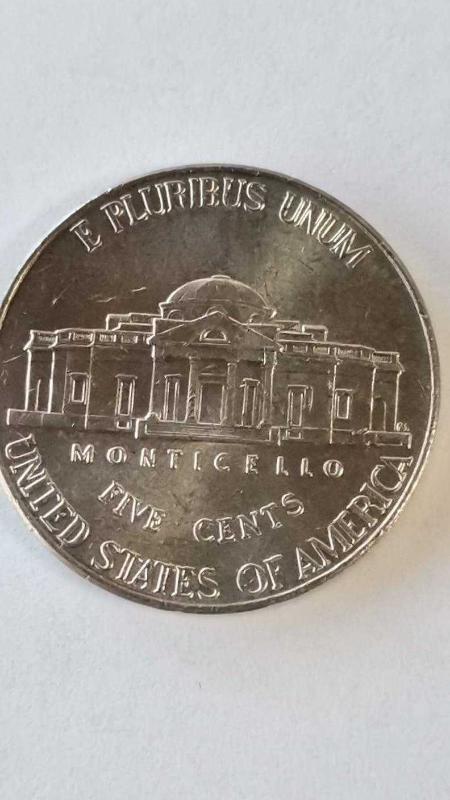 E PLURIBUS UNUM
MONTICELLO
FIVE CENTS
UNITED STATES OF AMERICA